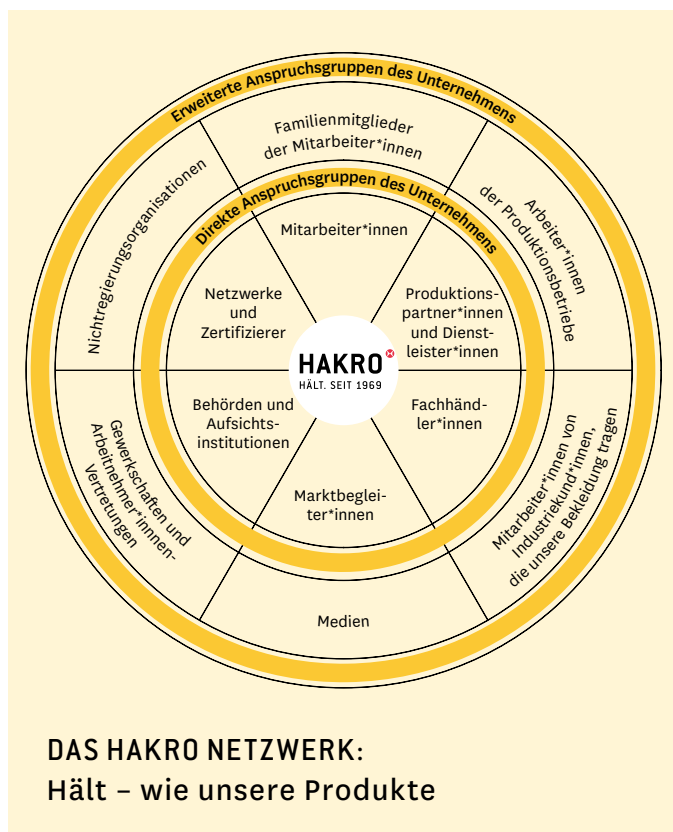 Erweiterte Anspruchsgruppen des Unternehmens
Familienmitglieder
der Mitarbeiter*innen
Arbeiter*innen
der Produktionsbetriebe
Mitarbeiter*innen von
Industriekund*innen,
die unsere Bekleidung tragen
Medien
Gewerkschaften und
Arbeitnehmer*innnen-
Vertretungen
Nichtregierungsorganisationen
Direkte Anspruchsgruppen des Unternehmens
Mitarbeiter*innen
Produktions-
partner*innen
und Dienst-
leister*innen
Fachhänd-
ler*innen
Marktbeglei-
ter*innen
Behörden und
Aufsichts-
institutionen
Netzwerke
und
Zertifizierer
HAKRO
HÄLT. SEIT 1969
DAS HAKRO NETZWERK:
Hält – wie unsere Produkte